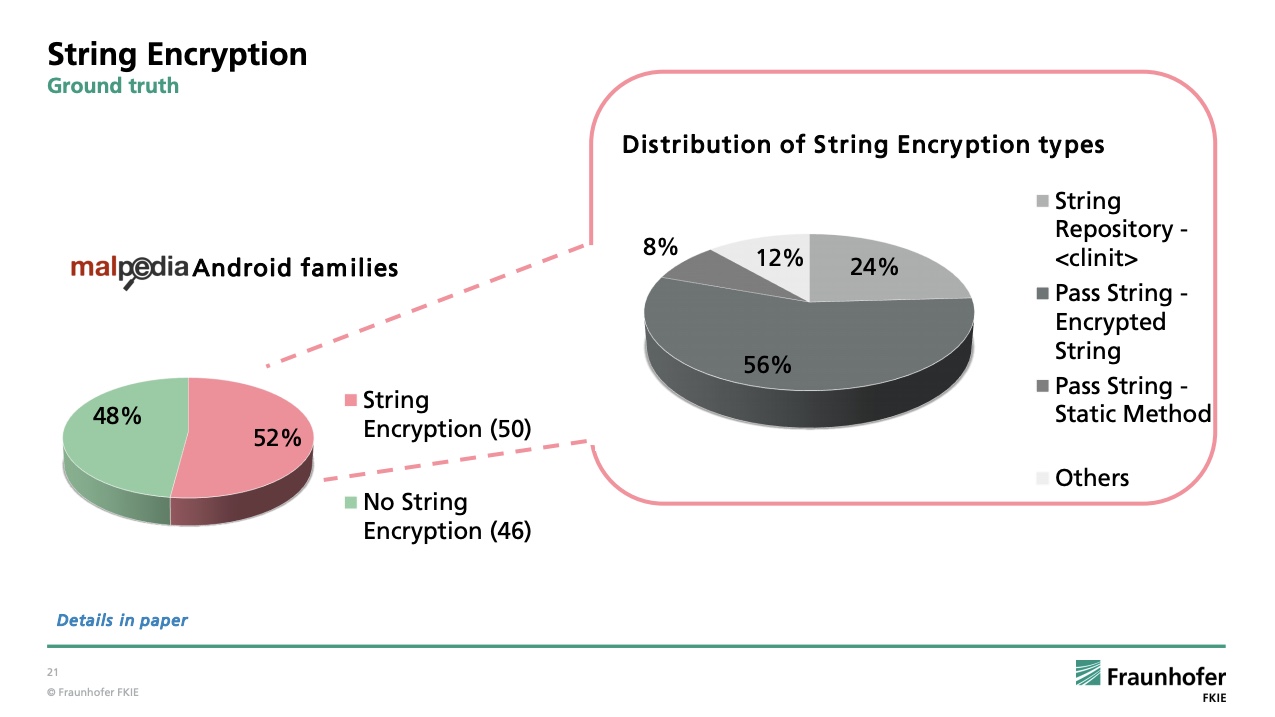 String Encryption
Ground truth
Distribution of String Encryption types
String
Repository -
<clinit>
Pass String -
Encrypted
String
Pass String -
Static Method
Others
8%
12%
24%
56%
malpedia Android families
48%
52%
String
Encryption (50)
No String
Encryption (46)
Details in paper
21
© Fraunhofer FKIE
Fraunhofer
FKIE